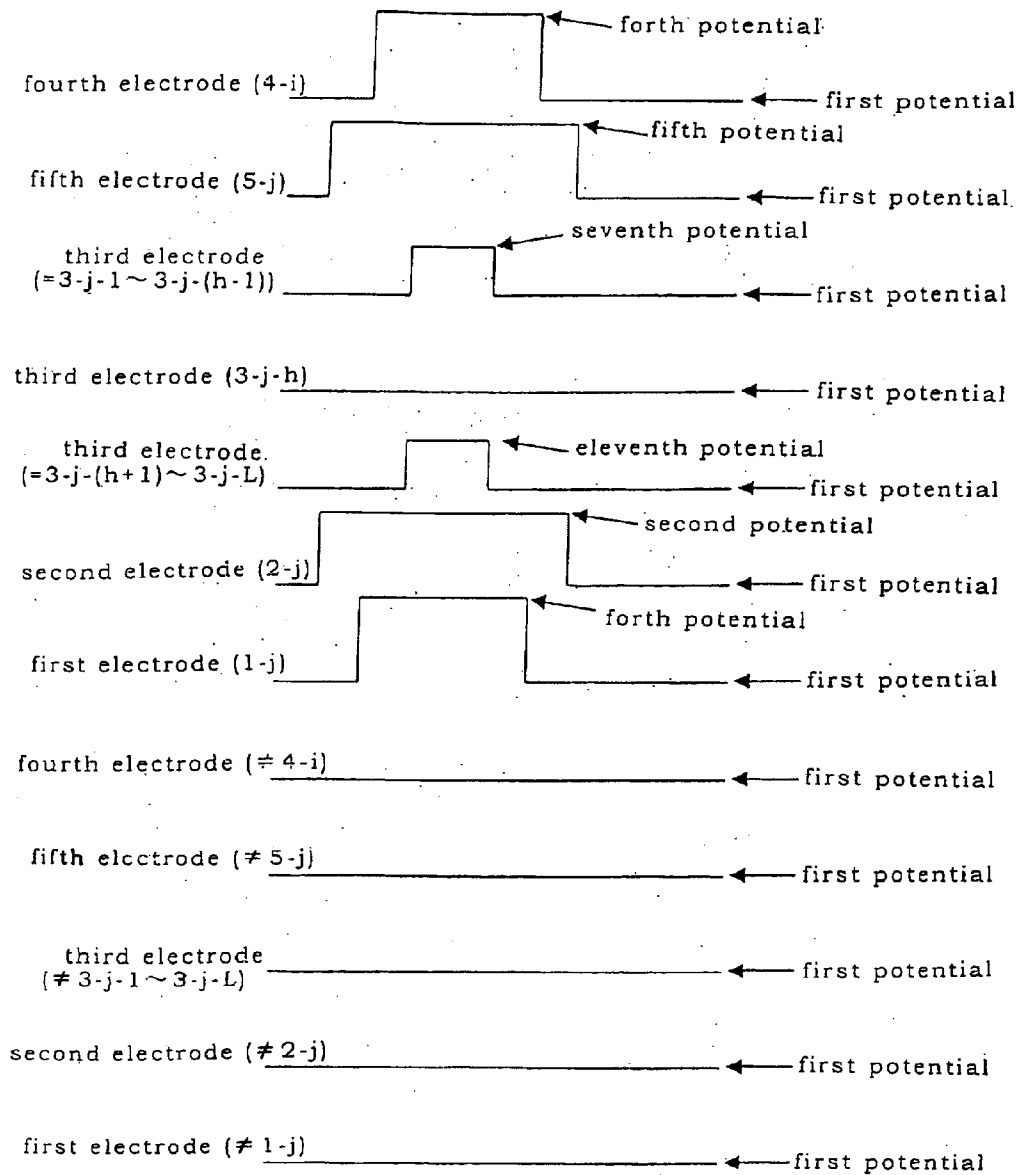 forth potential
fourth electrode (4-i)
first potential
fifth potential
fifth electrode (5-j)
first potential
seventh potential
third electrode
(=3-j-1~3-j-(h-1))
first potential
third electrode (3-j-h)
first potential
third electrode.
(=3-j-(h+1)~3-j-L)
eleventh potential
first potential
second potential
second electrode (2-j)
first potential
forth potential
first electrode (1-j)
first potential
fourth electrode (≠4-i)
first potential
fifth electrode (≠5-j)
first potential
third electrode
(≠3-j-1~3-j-L)
first potential
second electrode (≠2-j)
first potential
first electrode (≠1-j)
first potential